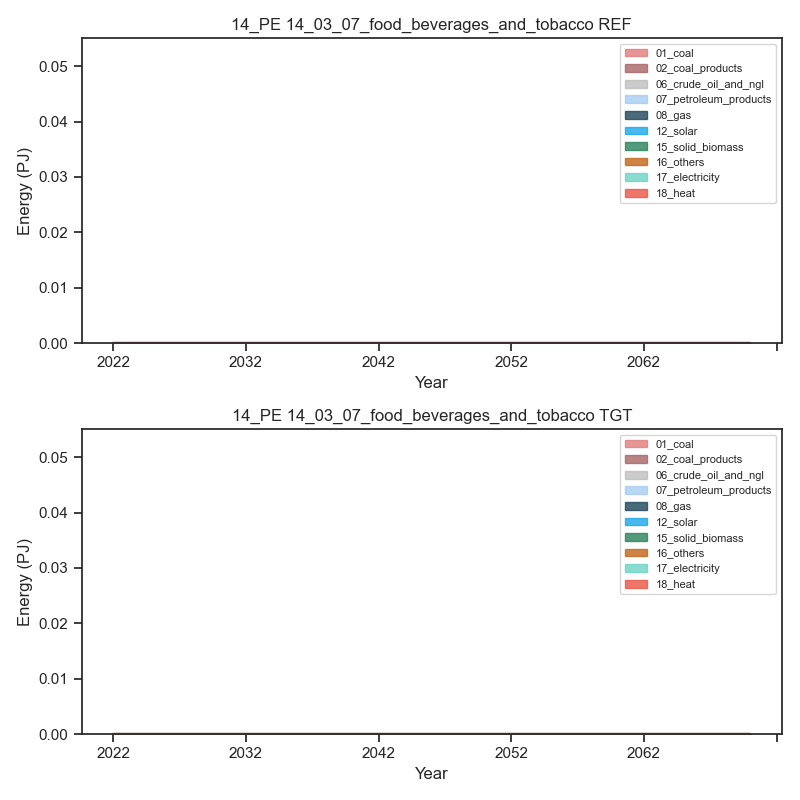 14_PE 14_03_07_food_beverages_and_tobacco REF
Energy (PJ)
0.05
0.04
0.03
0.02
0.01
0.00
01_coal
02_coal_products
06_crude_oil_and_ngl
07_petroleum_products
08_gas
12_solar
15_solid_biomass
16_others
17_electricity
18_heat
2022 2032 2042 2052 2062
Year
14_PE 14_03_07_food_beverages_and_tobacco TGT
Energy (PJ)
0.05
0.04
0.03
0.02
0.01
0.00
01_coal
02_coal_products
06_crude_oil_and_ngl
07_petroleum_products
08_gas
12_solar
15_solid_biomass
16_others
17_electricity
18_heat
2022 2032 2042 2052 2062
Year